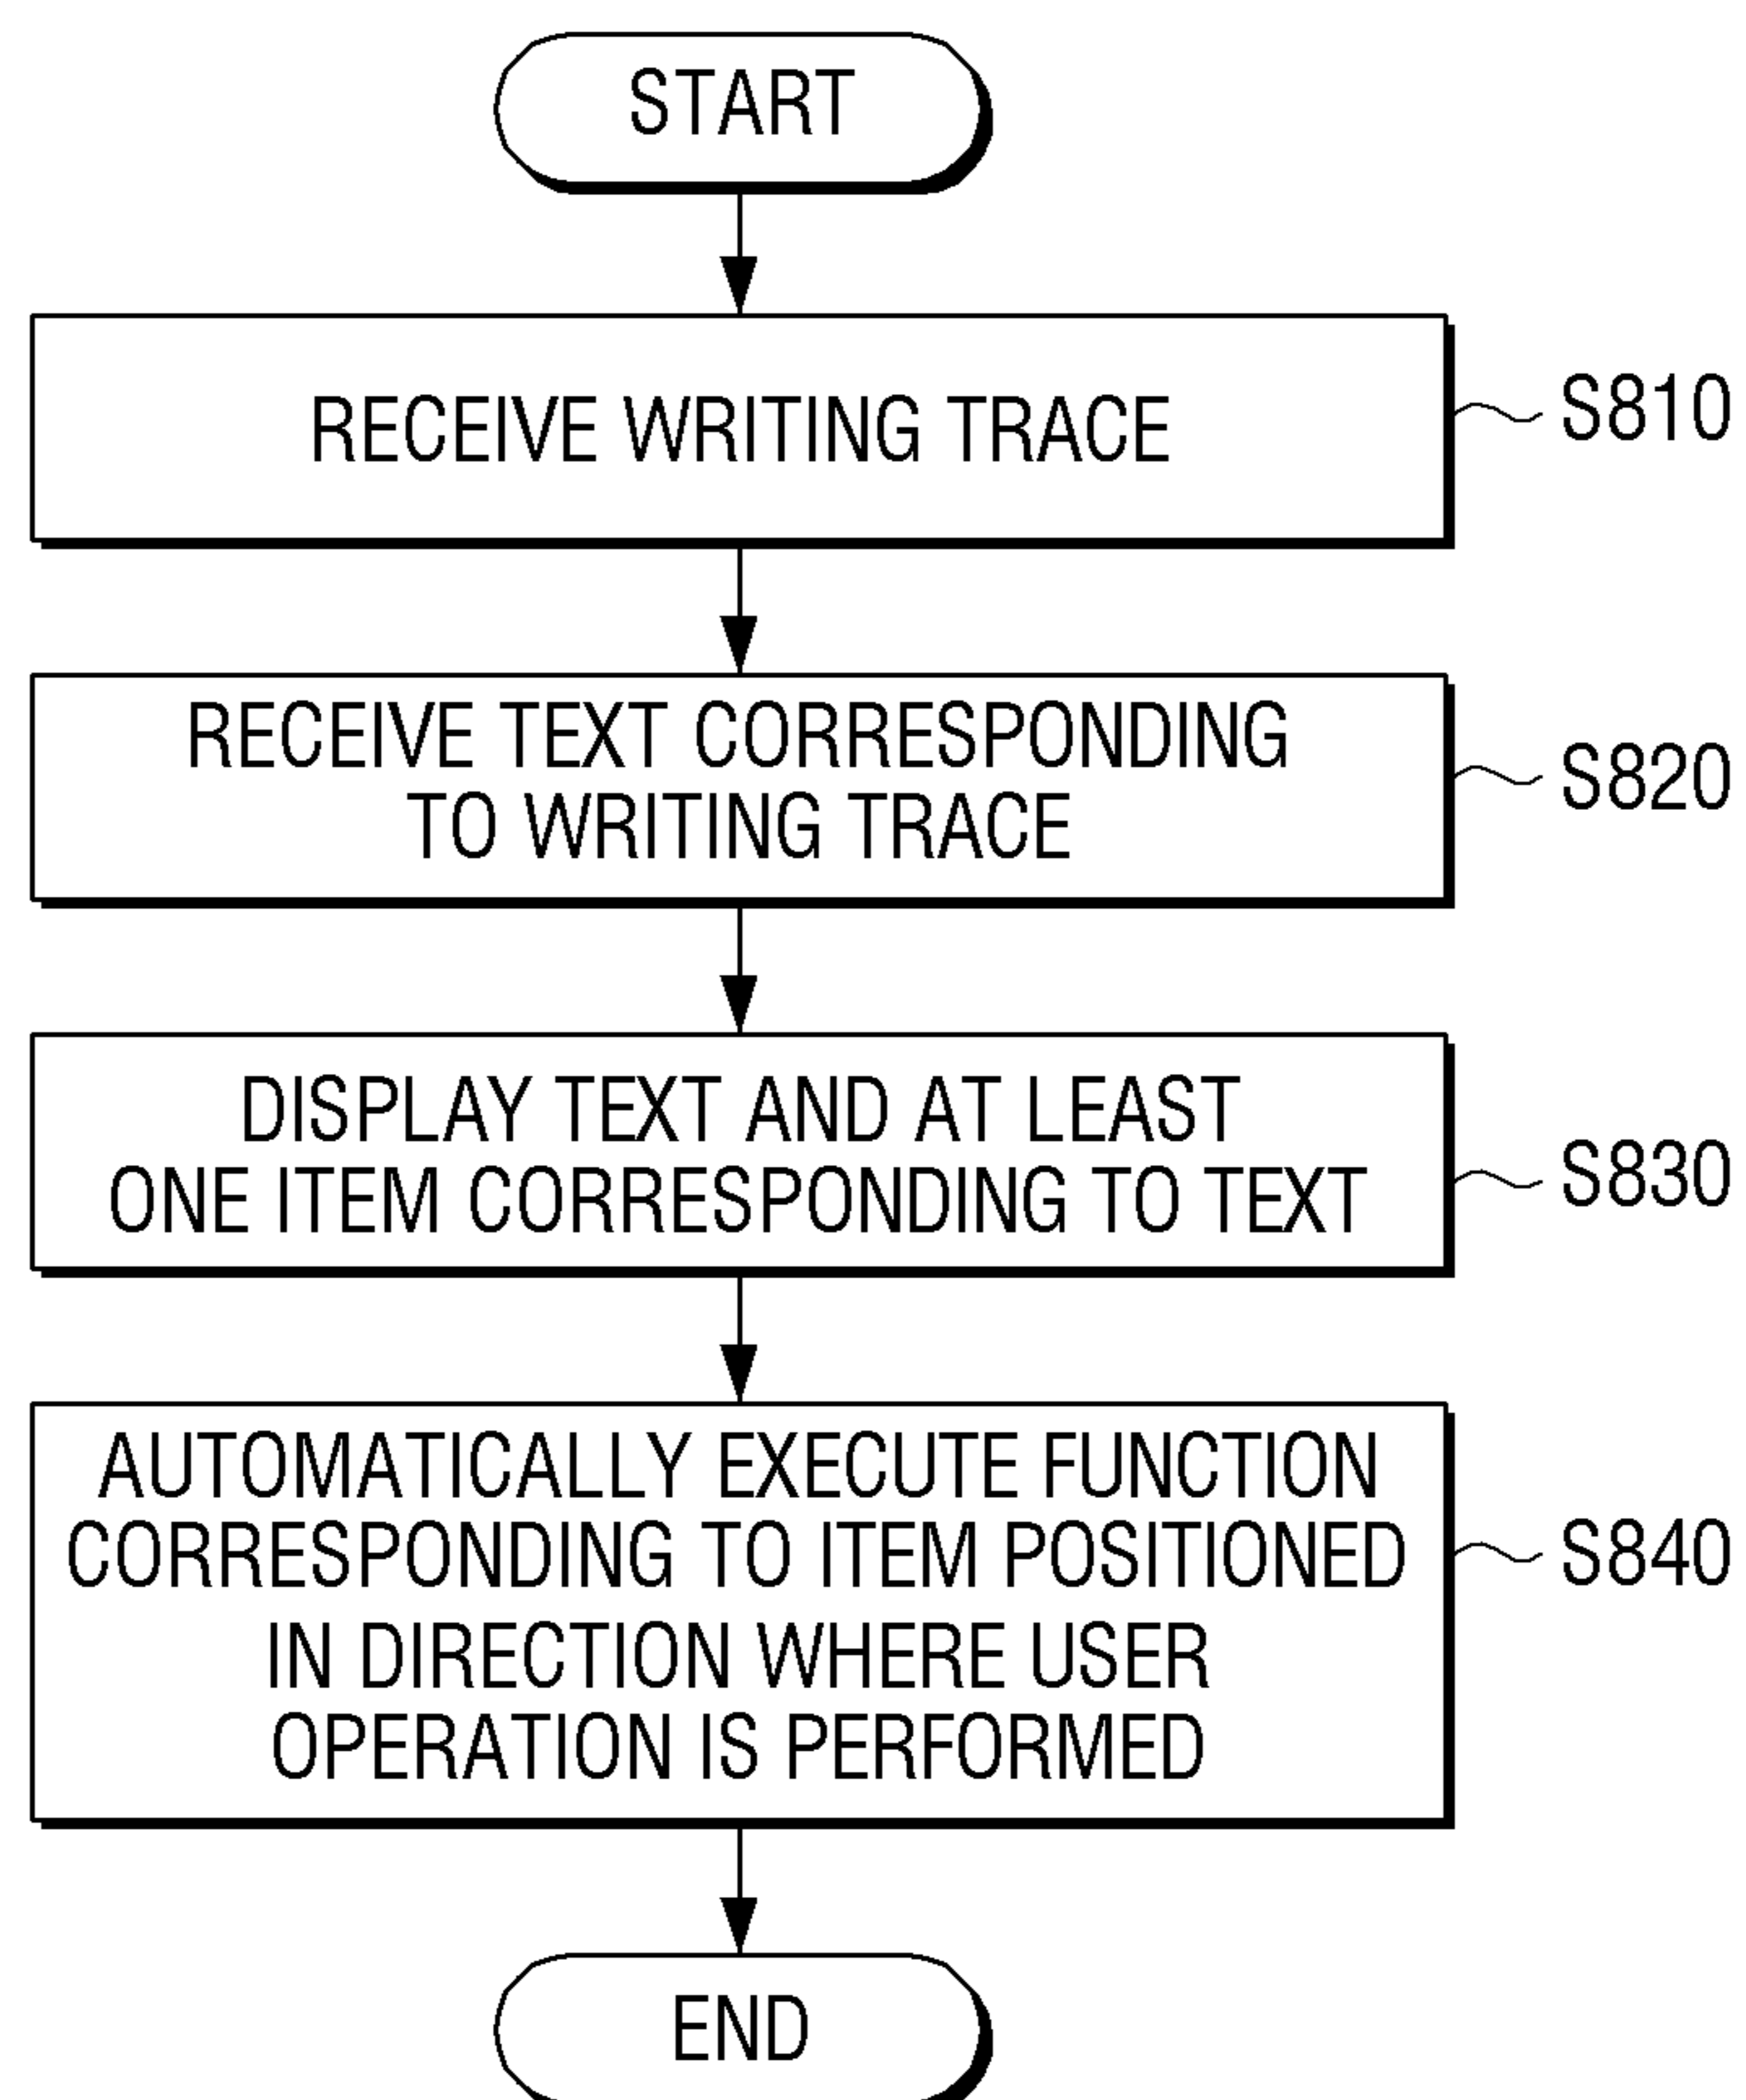 START
RECEIVE WRITING TRACE
S810
RECEIVE TEXT CORRESPONDING
TO WRITING TRACE
S820
DISPLAY TEXT AND AT LEAST
ONE ITEM CORRESPONDING TO TEXT
S830
AUTOMATICALLY EXECUTE FUNCTION
CORRESPONDING TO ITEM POSITIONED
IN DIRECTION WHERE USER
OPERATION IS PERFORMED
S840
END